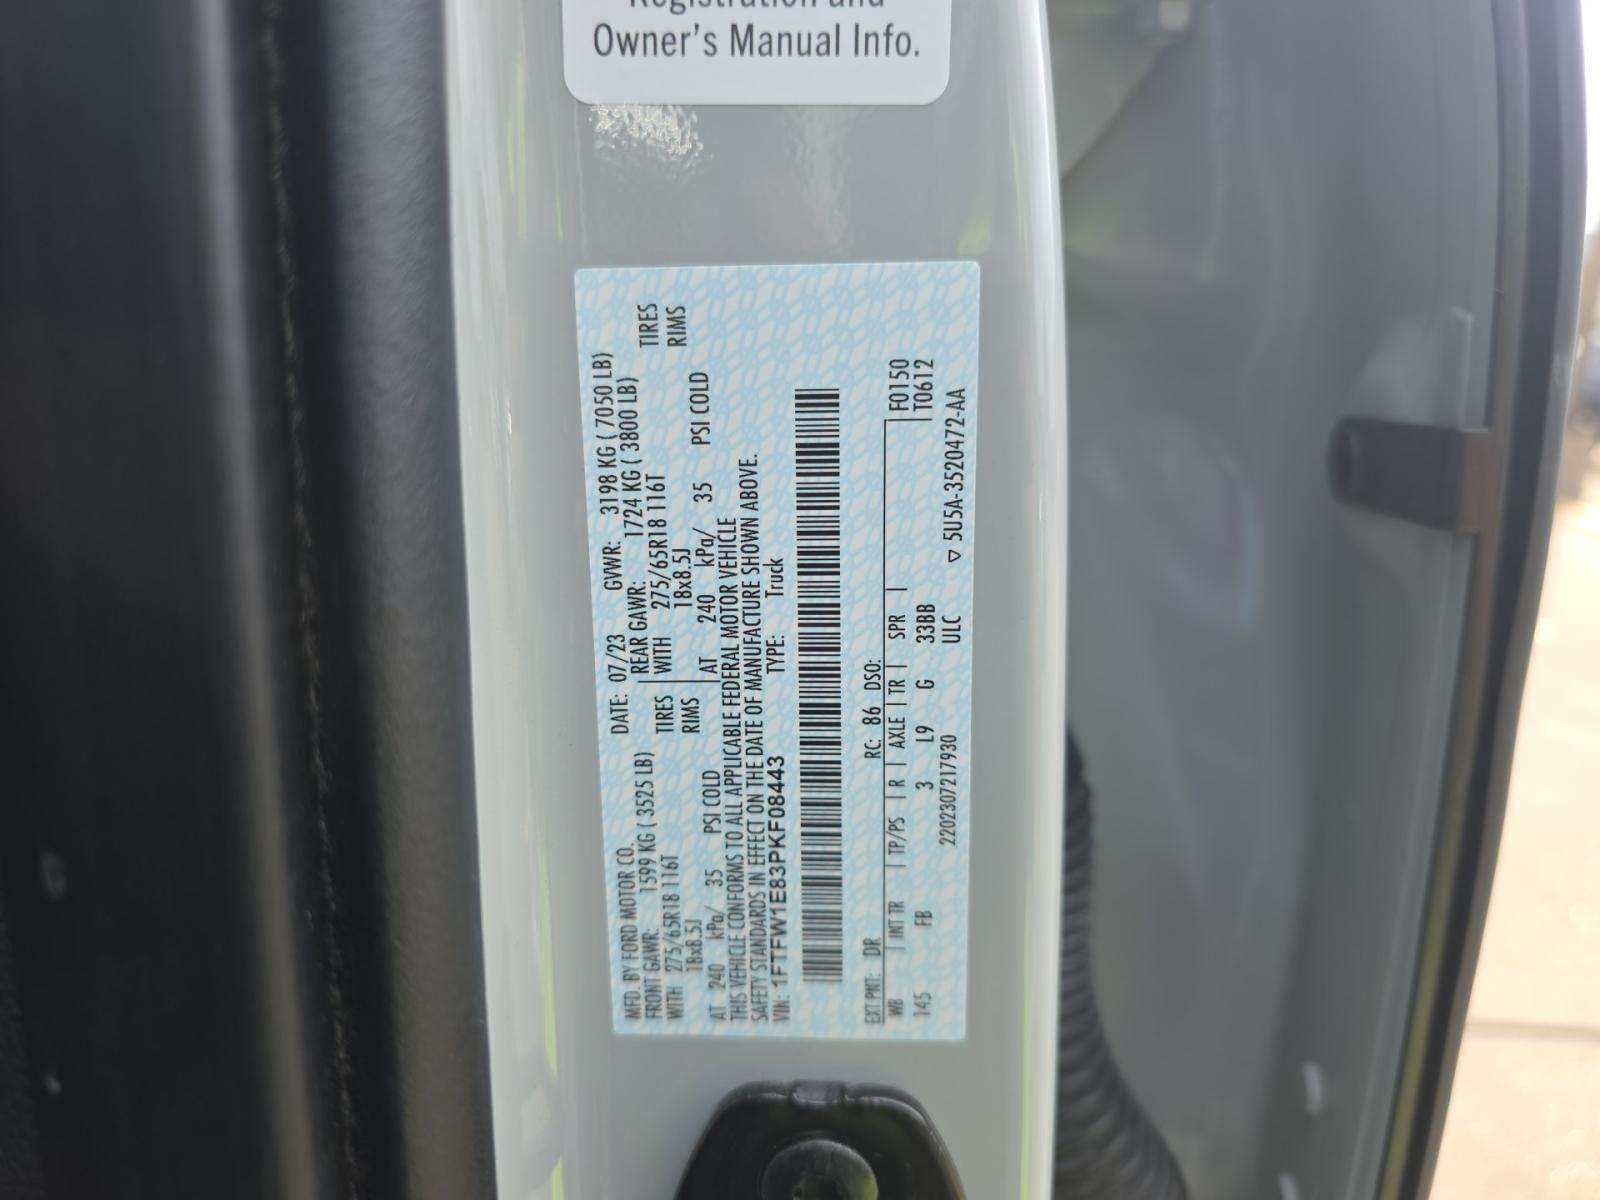 Registration and
Owner's Manual Info.
MFD. BY FORD MOTOR CO. DATE: 07/23 GVWR: 3198 KG ( 7050 LB)
FRONT GAWR: 1599 KG ( 3525 LB) REAR GAWR: 1724 KG ( 3800 LB)
WITH 275/65R18 116T TIRES WITH 275/65R18 116T TIRES
18x8.5J RIMS 18x8.5J RIMS
AT 240 kPa/ 35 PSI COLD AT 240 kPa/ 35 PSI COLD
THIS VEHICLE CONFORMS TO ALL APPLICABLE FEDERAL MOTOR VEHICLE
SAFETY STANDARDS IN EFFECT ON THE DATE OF MANUFACTURE SHOWN ABOVE.
VIN: 1FTFW1E83PKF08443 TYPE: Truck
EXT PNT: DR RC: 86 DSO:
WB INT TR TP/PS R AXLE TR SPR F0150
145 FB 3 L9 G 33BB T0612
2202307217930 ULC ▽ 5U5A-3520472-AA